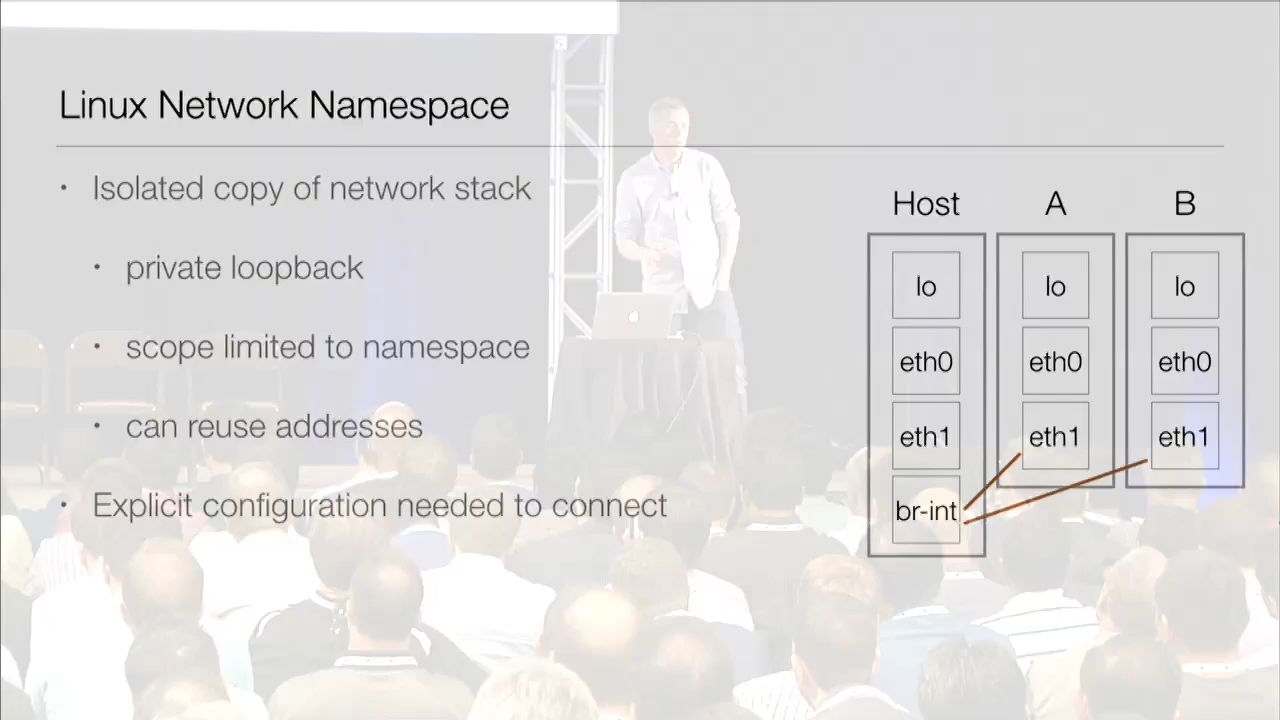 Linux Network Namespace
• Isolated copy of network stack
• private loopback
• scope limited to namespace
• can reuse addresses
• Explicit configuration needed to connect
Host A B
lo lo lo
eth0 eth0 eth0
eth1 eth1 eth1
br-int